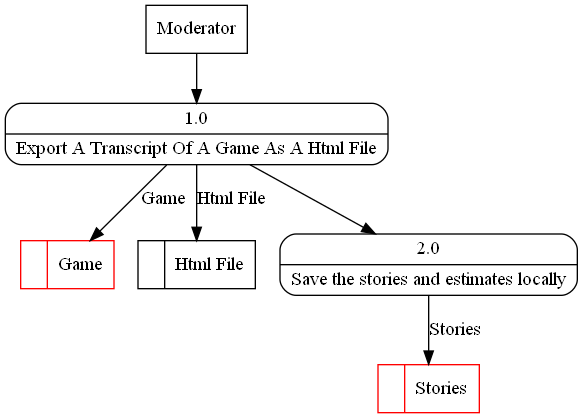 Moderator
1.0
Export A Transcript Of A Game As A Html File
Game
Html File
Game
Html File
2.0
Save the stories and estimates locally
Stories
Stories